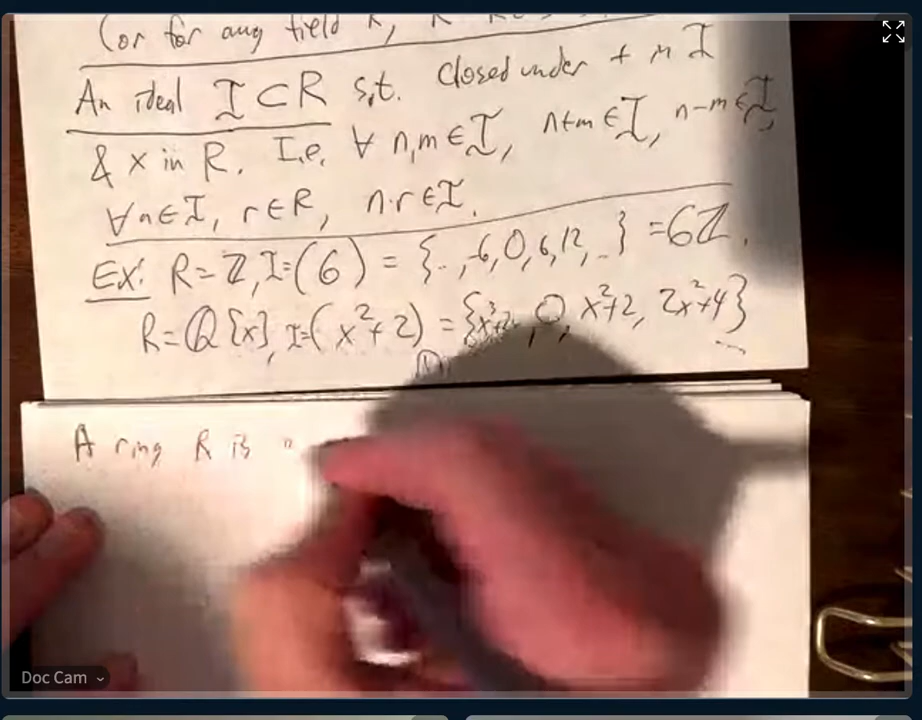 (or for any field k,
An ideal I ⊂ R s.t. closed under + in I
& × in R. I.e. ∀ n,m ∈ I, n+m ∈ I, n-m ∈ I,
∀ n ∈ I, r ∈ R, n·r ∈ I.
EX: R = ℤ, I = (6) = {.., -6, 0, 6, 12, ..} = 6ℤ.
R = ℚ[x], I = (x²+2) = {x³+2x, 0, x²+2, 2x²+4}
...
A ring R is a
Doc Cam